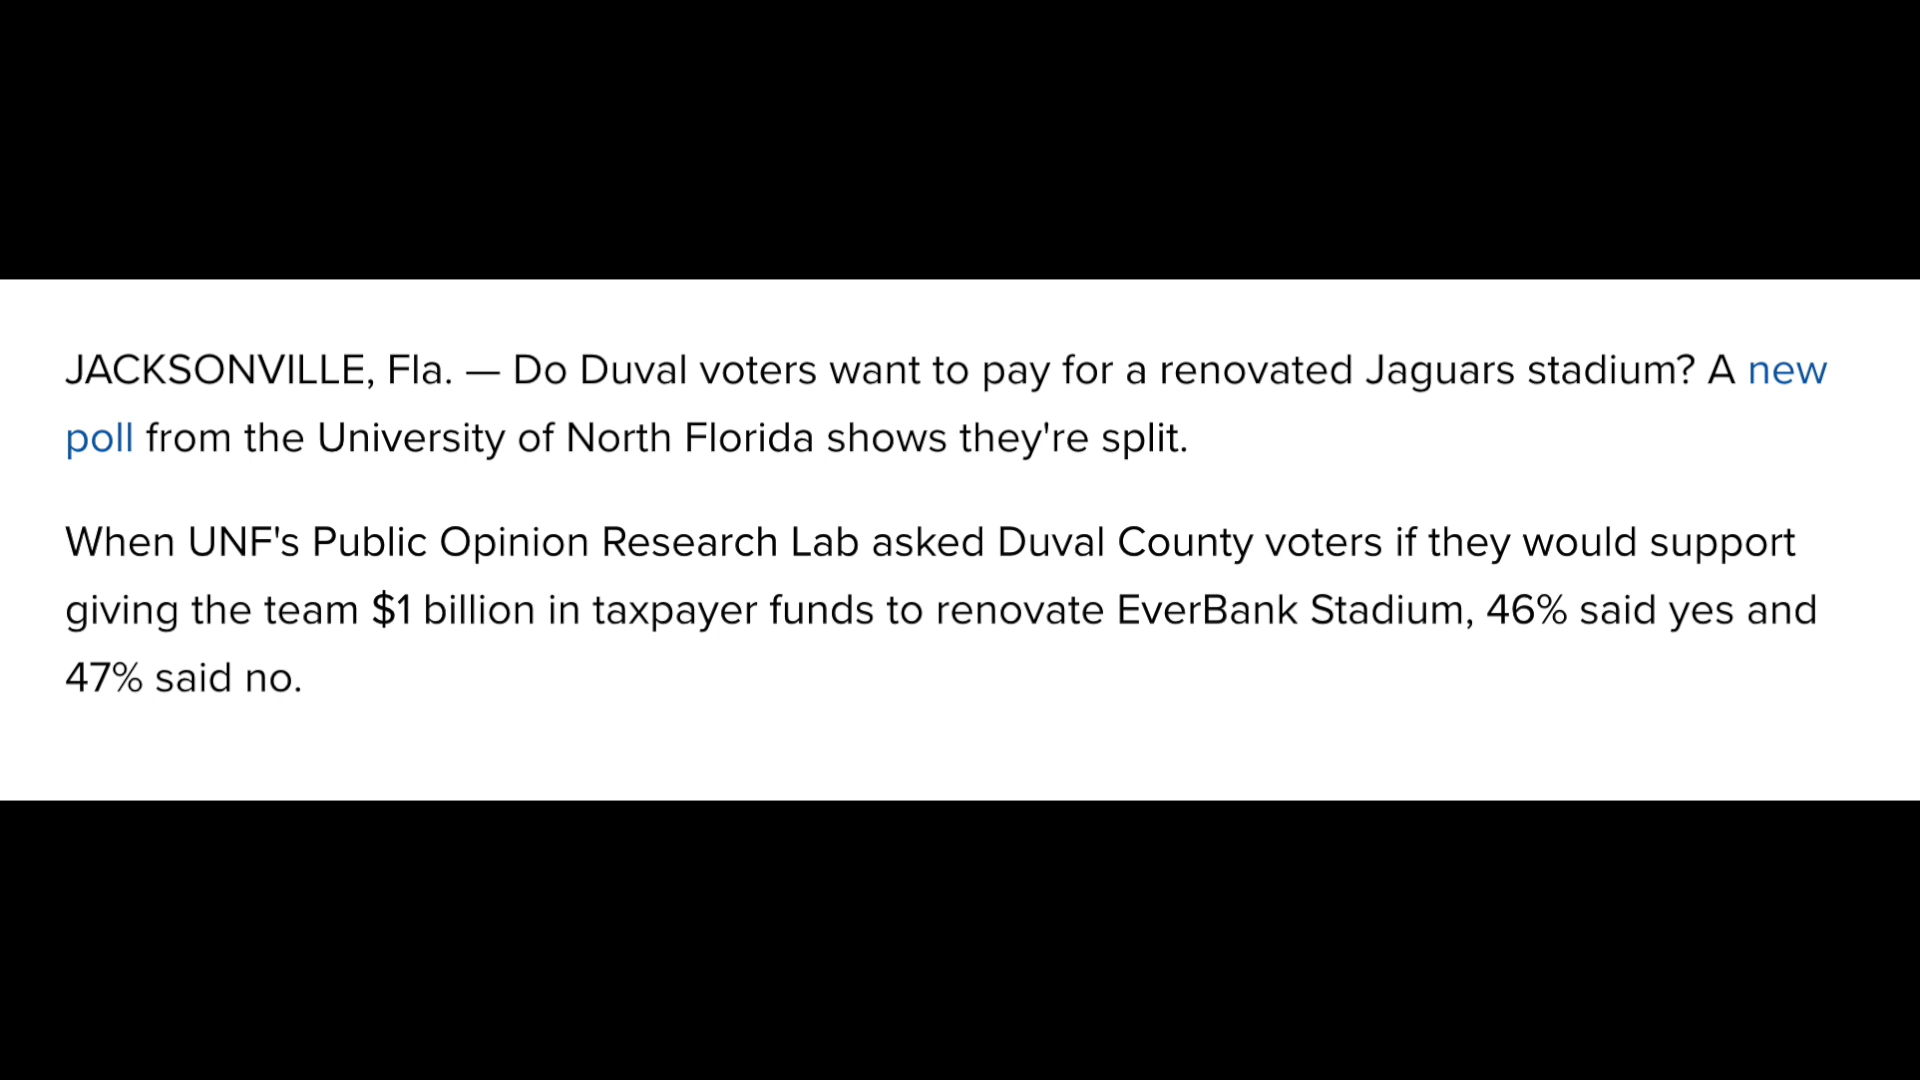 JACKSONVILLE, Fla. — Do Duval voters want to pay for a renovated Jaguars stadium? A new
poll from the University of North Florida shows they're split.
When UNF's Public Opinion Research Lab asked Duval County voters if they would support
giving the team $1 billion in taxpayer funds to renovate EverBank Stadium, 46% said yes and
47% said no.